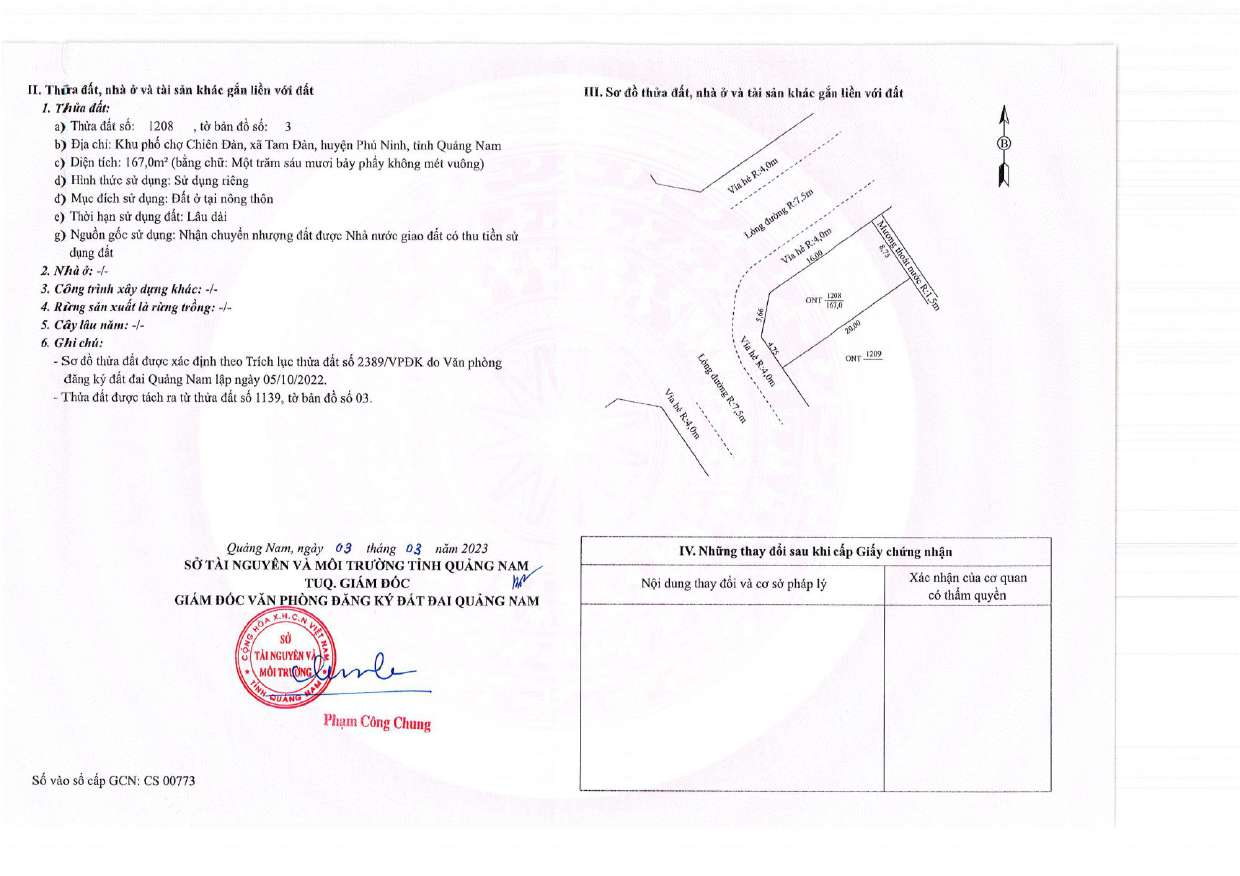 II. Thửa đất, nhà ở và tài sản khác gắn liền với đất
1. Thửa đất:
a) Thửa đất số: 1208 , tờ bản đồ số: 3
b) Địa chỉ: Khu phố chợ Chiên Đàn, xã Tam Đàn, huyện Phú Ninh, tỉnh Quảng Nam
c) Diện tích: 167,0m² (bằng chữ: Một trăm sáu mươi bảy phẩy không mét vuông)
d) Hình thức sử dụng: Sử dụng riêng
đ) Mục đích sử dụng: Đất ở tại nông thôn
e) Thời hạn sử dụng đất: Lâu dài
g) Nguồn gốc sử dụng: Nhận chuyển nhượng đất được Nhà nước giao đất có thu tiền sử
dụng đất
2. Nhà ở: -/-
3. Công trình xây dựng khác: -/-
4. Rừng sản xuất là rừng trồng: -/-
5. Cây lâu năm: -/-
6. Ghi chú:
- Sơ đồ thửa đất được xác định theo Trích lục thửa đất số 2389/VPĐK do Văn phòng
đăng ký đất đai Quảng Nam lập ngày 05/10/2022.
- Thửa đất được tách ra từ thửa đất số 1139, tờ bản đồ số 03.
Quảng Nam, ngày 03 tháng 03 năm 2023
SỞ TÀI NGUYÊN VÀ MÔI TRƯỜNG TỈNH QUẢNG NAM
TUQ. GIÁM ĐỐC
GIÁM ĐỐC VĂN PHÒNG ĐĂNG KÝ ĐẤT ĐAI QUẢNG NAM
CỘNG HÒA X.H.C.N VIỆT NAM
SỞ
TÀI NGUYÊN VÀ
MÔI TRƯỜNG
TỈNH QUẢNG NAM
Phạm Công Chung
Số vào sổ cấp GCN: CS 00773
III. Sơ đồ thửa đất, nhà ở và tài sản khác gắn liền với đất
B
Vỉa hè R:4,0m
Lòng đường R:7,5m
Vỉa hè R:4,0m
16,09
Mương thoát nước R:1,5m
8,75
ONT 1208
167,0
5,66
4,75
20,00
ONT 1209
Vỉa hè R:4,0m
Lòng đường R:7,5m
Vỉa hè R:4,0m
IV. Những thay đổi sau khi cấp Giấy chứng nhận
Nội dung thay đổi và cơ sở pháp lý
Xác nhận của cơ quan
có thẩm quyền